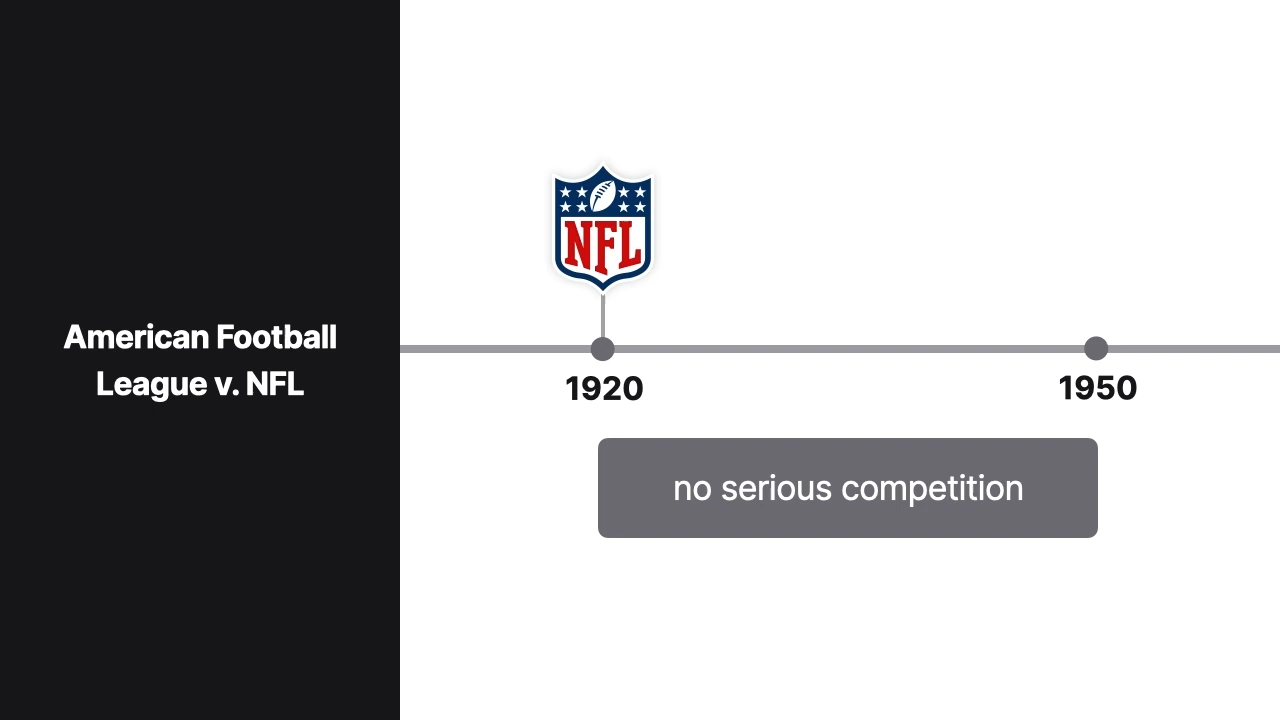 American Football
League v. NFL
NFL
1920
1950
no serious competition